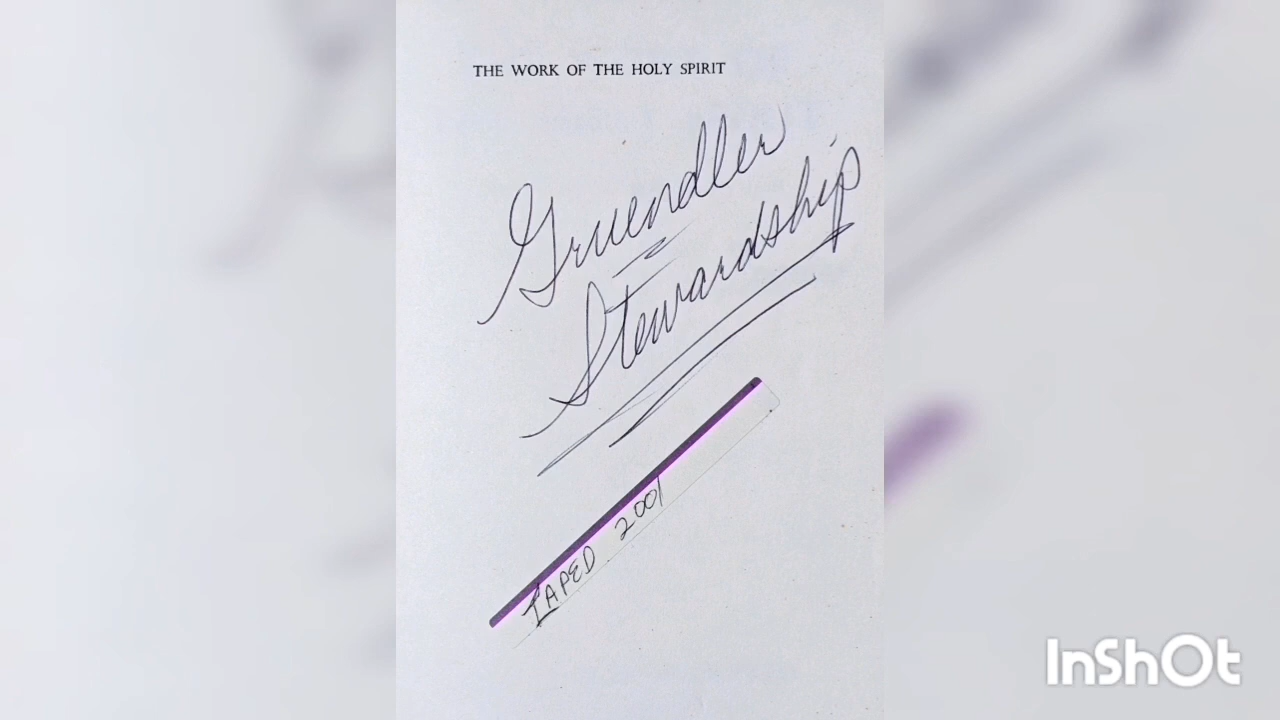 THE WORK OF THE HOLY SPIRIT
Gruendler
Stewardship
TAPED 2001
InShOt